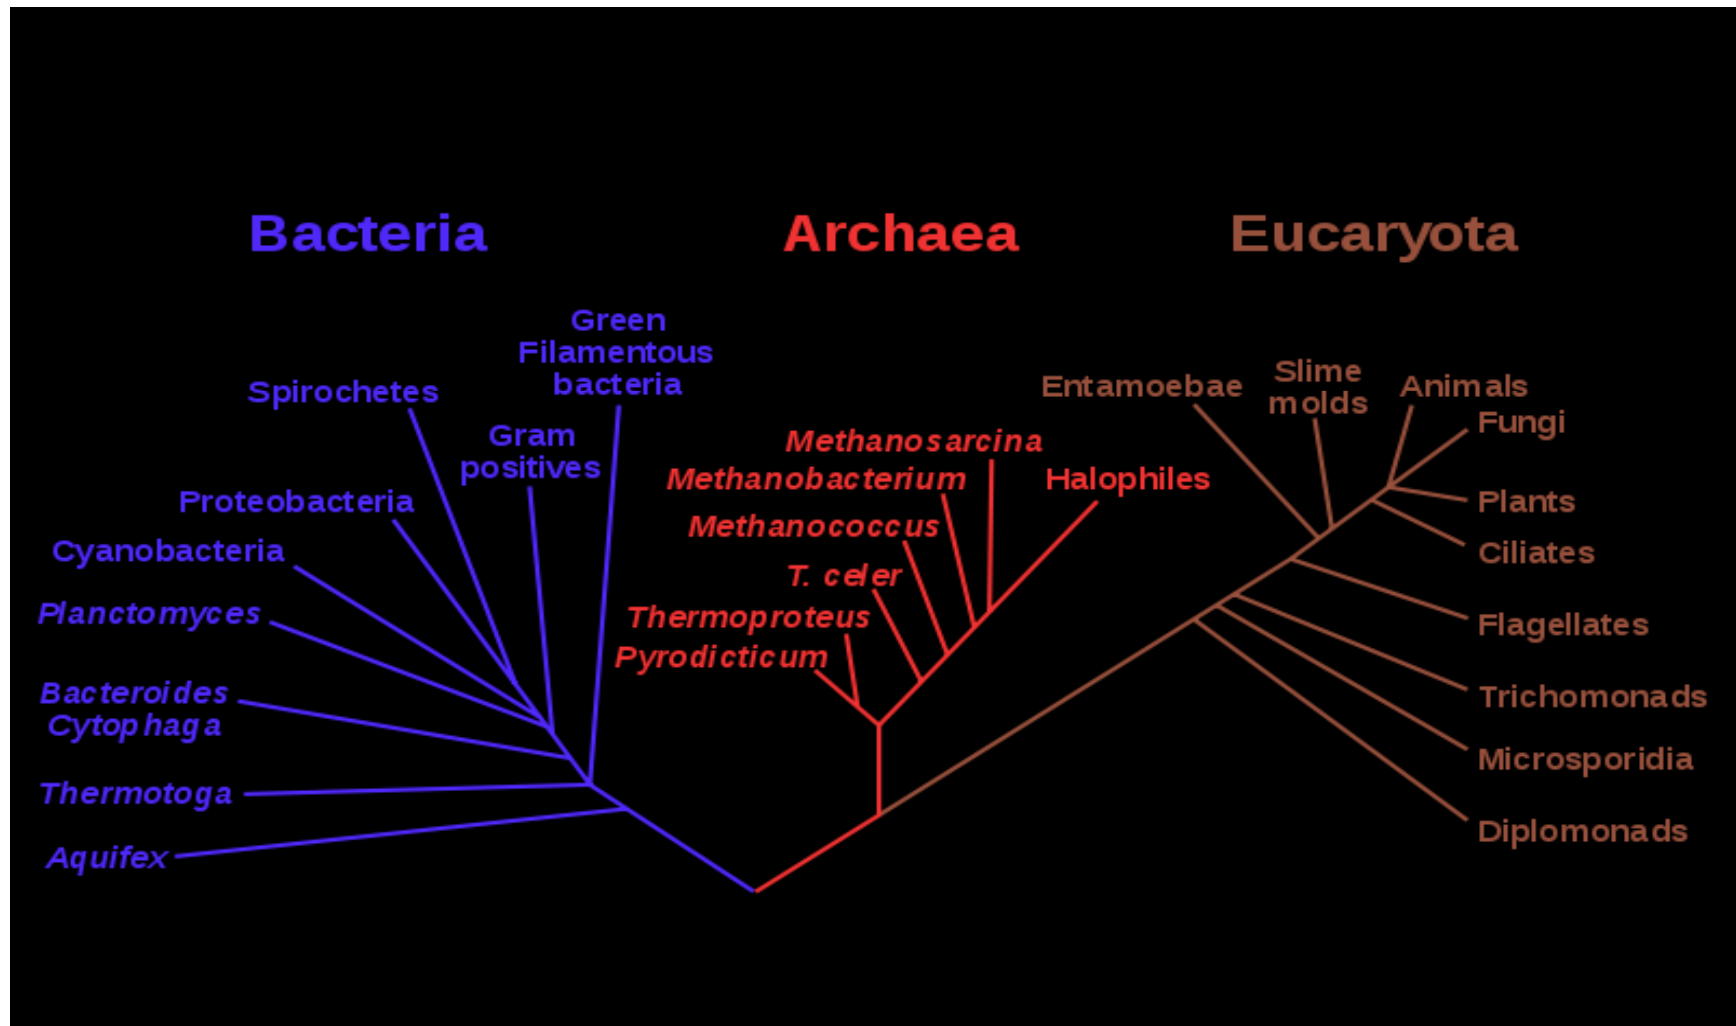 Bacteria
Archaea
Eucaryota
Green
Filamentous
bacteria
Spirochetes
Gram
positives
Proteobacteria
Cyanobacteria
Planctomyces
Bacteroides
Cytophaga
Thermotoga
Aquifex
Methanosarcina
Methanobacterium
Halophiles
Methanococcus
T. celer
Thermoproteus
Pyrodicticum
Entamoebae
Slime
molds
Animals
Fungi
Plants
Ciliates
Flagellates
Trichomonads
Microsporidia
Diplomonads